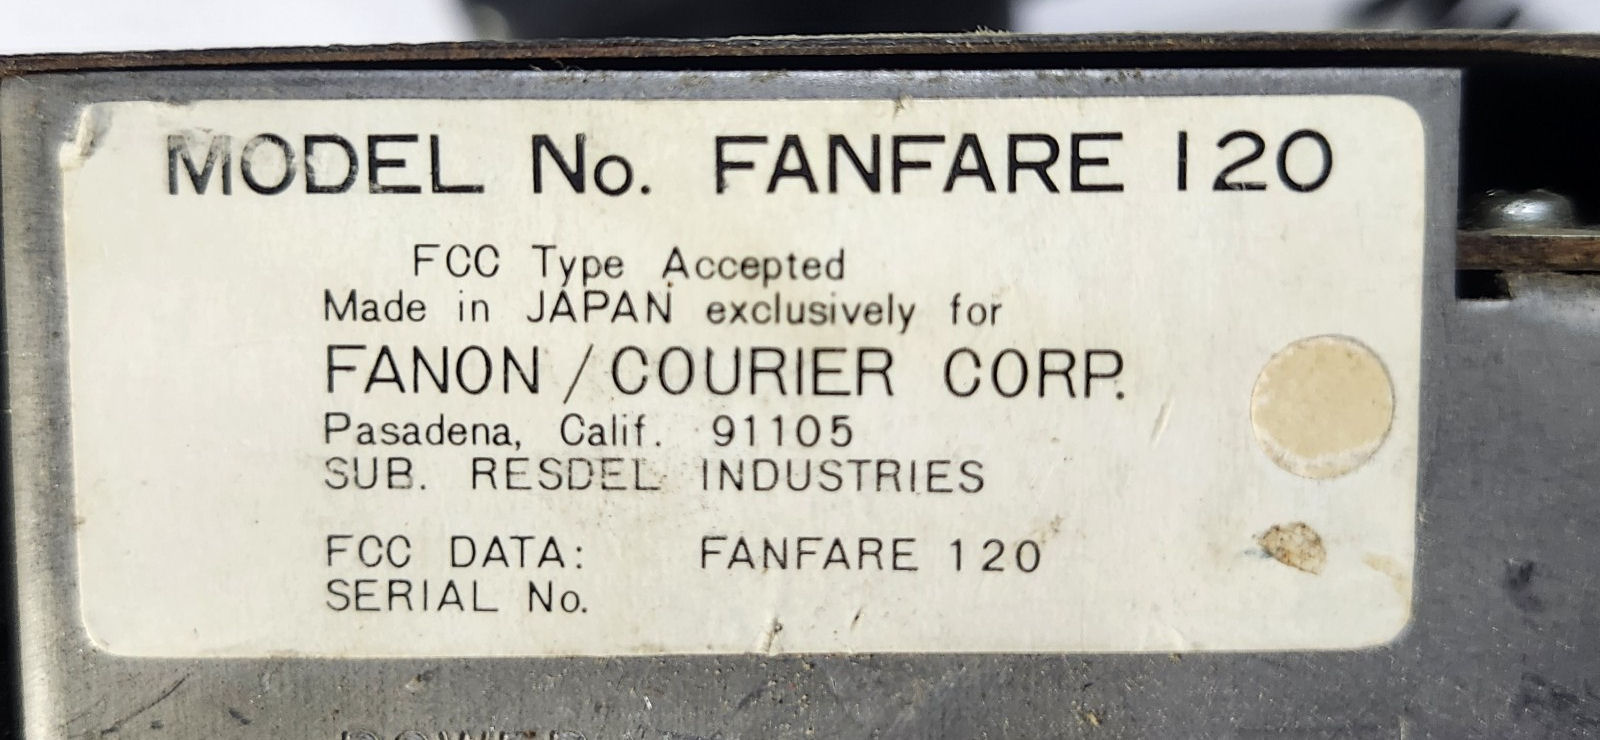 MODEL No. FANFARE 120
FCC Type Accepted
Made in JAPAN exclusively for
FANON / COURIER CORP.
Pasadena, Calif. 91105
SUB. RESDEL INDUSTRIES
FCC DATA: FANFARE 120
SERIAL No.